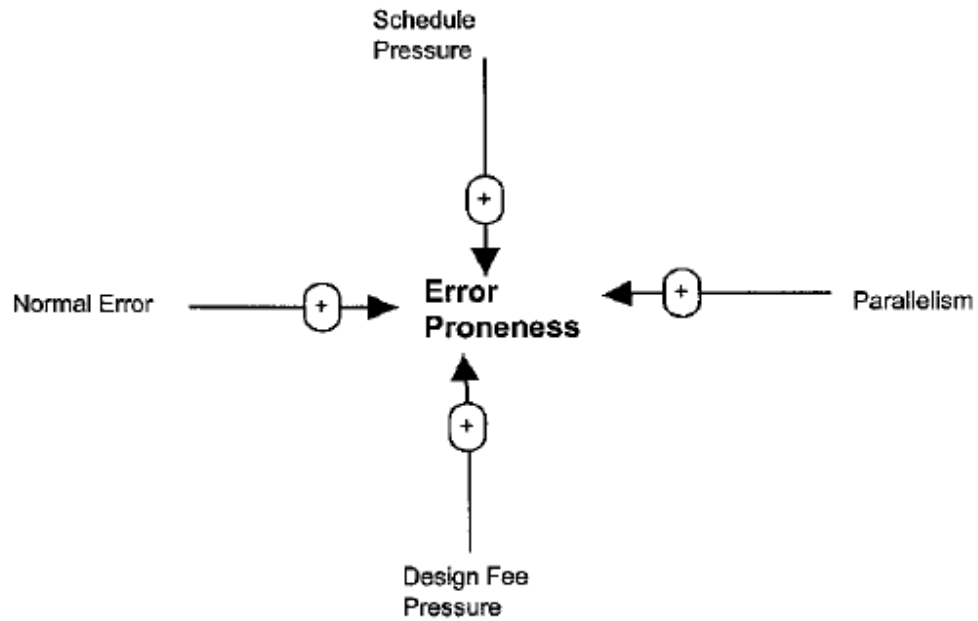 Schedule
Pressure
+
Normal Error
+
Error
Proneness
+
Parallelism
+
Design Fee
Pressure